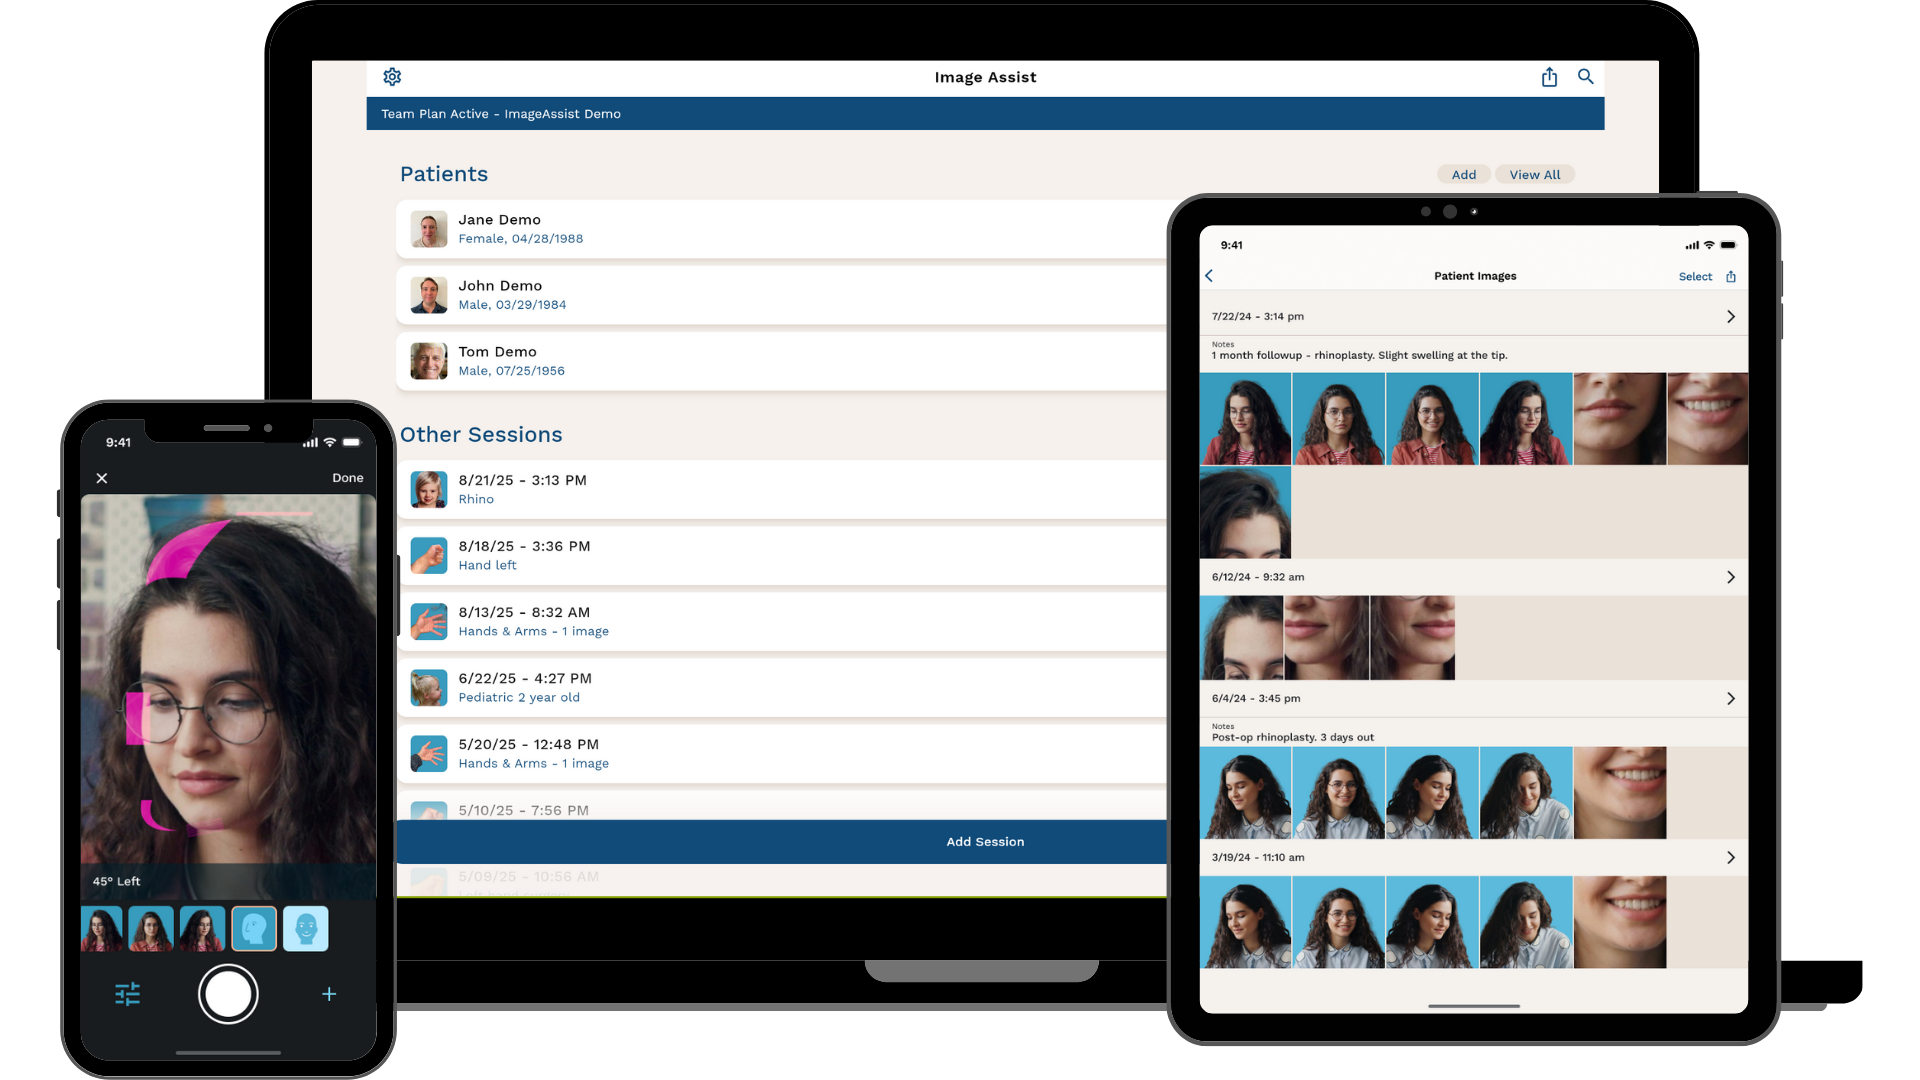 Image Assist
Team Plan Active - ImageAssist Demo
Patients
Add
View All
Jane Demo
Female, 04/28/1988
John Demo
Male, 03/29/1984
Tom Demo
Male, 07/25/1956
Other Sessions
8/21/25 - 3:13 PM
Rhino
8/18/25 - 3:36 PM
Hand left
8/13/25 - 8:32 AM
Hands & Arms - 1 image
6/22/25 - 4:27 PM
Pediatric 2 year old
5/20/25 - 12:48 PM
Hands & Arms - 1 image
5/10/25 - 7:56 PM
Add Session
5/09/25 - 10:56 AM
Left hand surgery
9:41
Done
45° Left
9:41
Patient Images
Select
7/22/24 - 3:14 pm
Notes
1 month followup - rhinoplasty. Slight swelling at the tip.
6/12/24 - 9:32 am
6/4/24 - 3:45 pm
Notes
Post-op rhinoplasty. 3 days out
3/19/24 - 11:10 am